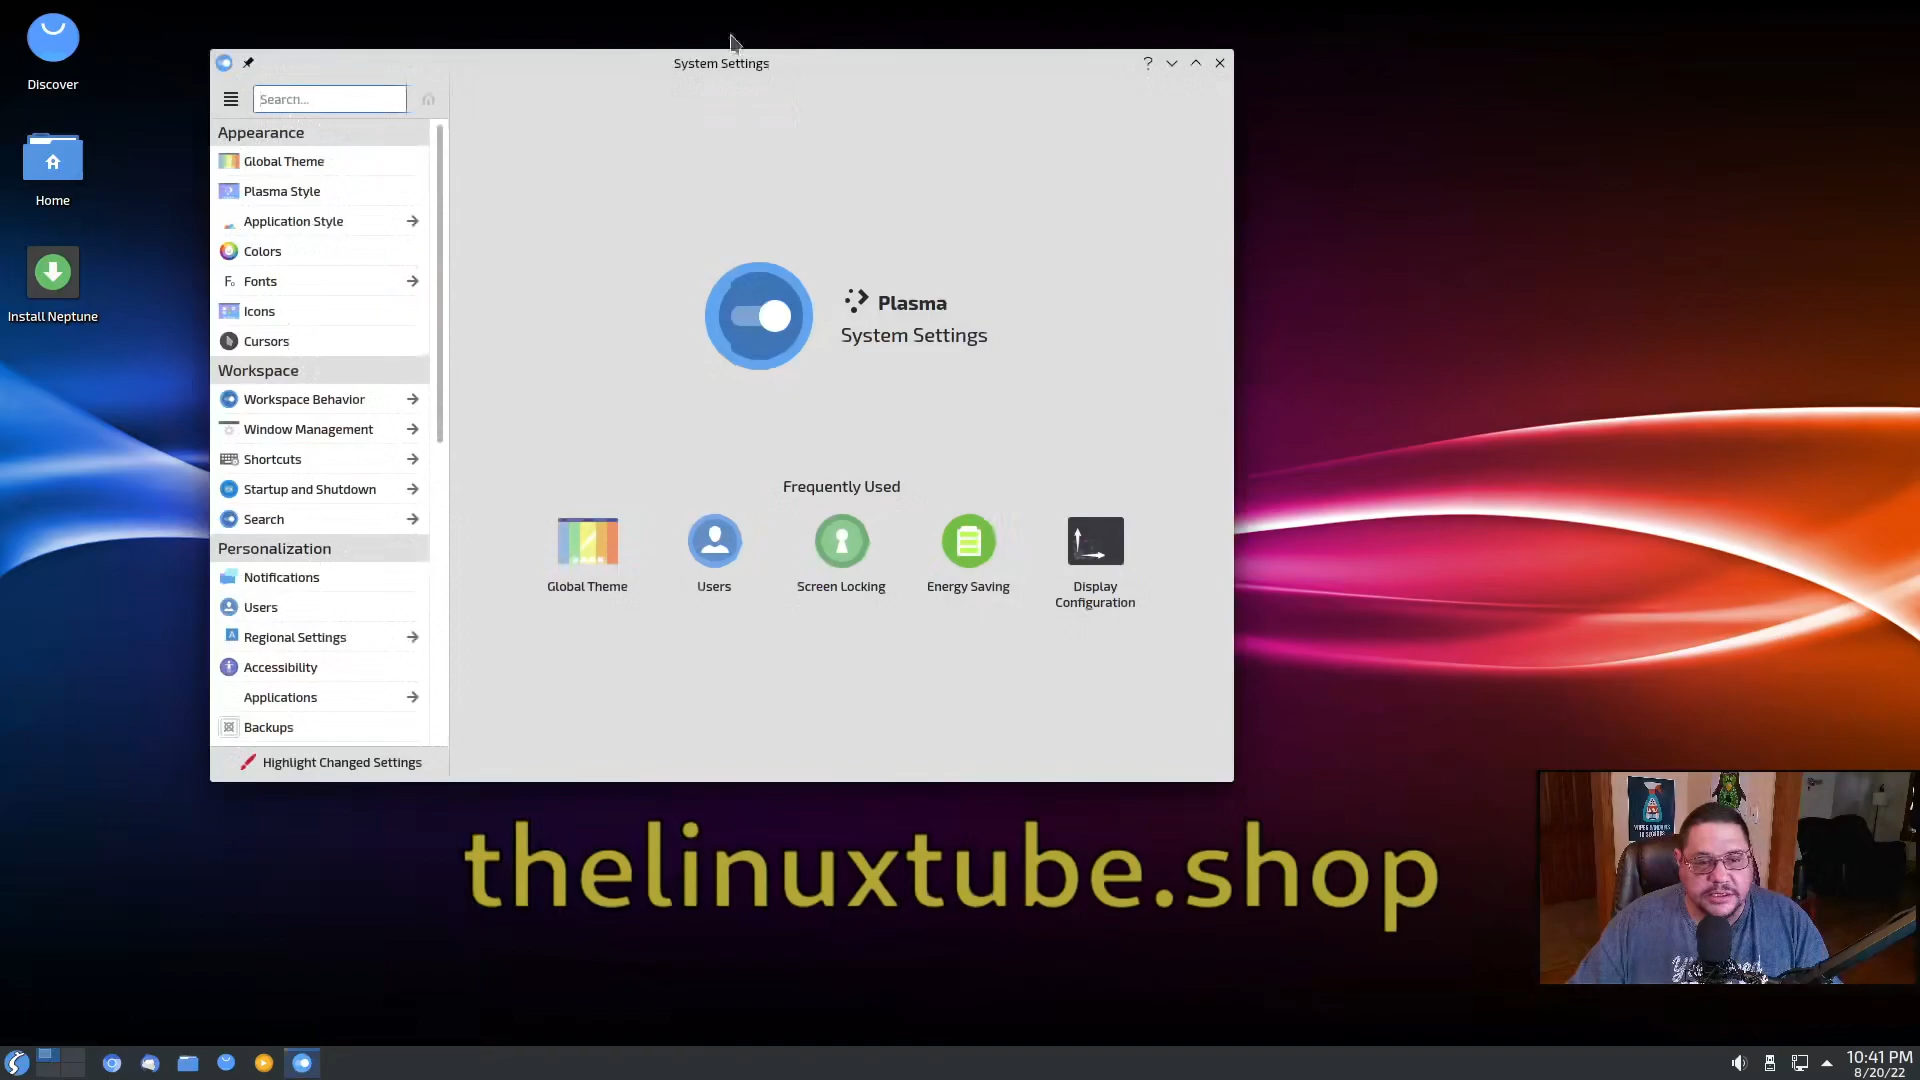 Discover
Home
Install Neptune
System Settings
Search...
Appearance
Global Theme
Plasma Style
Application Style
Colors
Fonts
Icons
Cursors
Workspace
Workspace Behavior
Window Management
Shortcuts
Startup and Shutdown
Search
Personalization
Notifications
Users
Regional Settings
Accessibility
Applications
Backups
Highlight Changed Settings
Plasma
System Settings
Frequently Used
Global Theme
Users
Screen Locking
Energy Saving
Display
Configuration
thelinuxtube.shop
10:41 PM
8/20/22